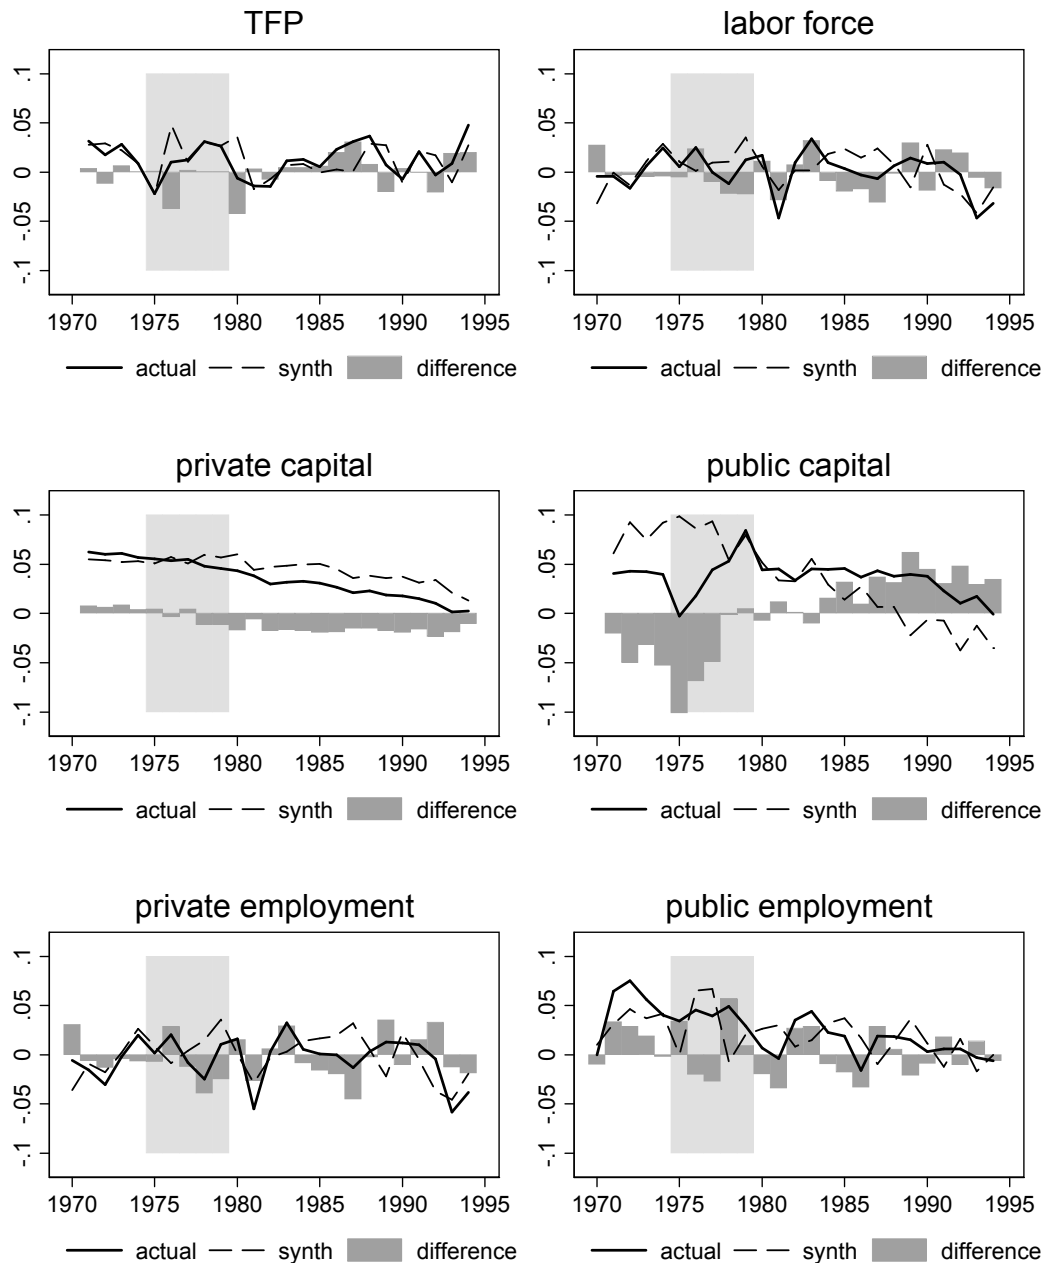 TFP
.1
.05
0
-.05
-.1
1970 1975 1980 1985 1990 1995
actual synth difference
labor force
.1
.05
0
-.05
-.1
1970 1975 1980 1985 1990 1995
actual synth difference
private capital
.1
.05
0
-.05
-.1
1970 1975 1980 1985 1990 1995
actual synth difference
public capital
.1
.05
0
-.05
-.1
1970 1975 1980 1985 1990 1995
actual synth difference
private employment
.1
.05
0
-.05
-.1
1970 1975 1980 1985 1990 1995
actual synth difference
public employment
.1
.05
0
-.05
-.1
1970 1975 1980 1985 1990 1995
actual synth difference